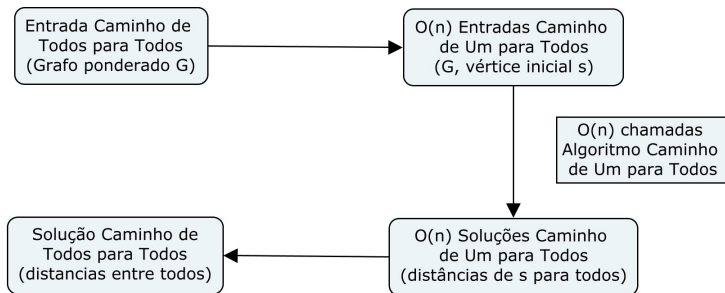 Entrada Caminho de
Todos para Todos
(Grafo ponderado G)
O(n) Entradas Caminho
de Um para Todos
(G, vértice inicial s)
O(n) chamadas
Algoritmo Caminho
de Um para Todos
Solução Caminho de
Todos para Todos
(distancias entre todos)
O(n) Soluções Caminho
de Um para Todos
(distâncias de s para todos)